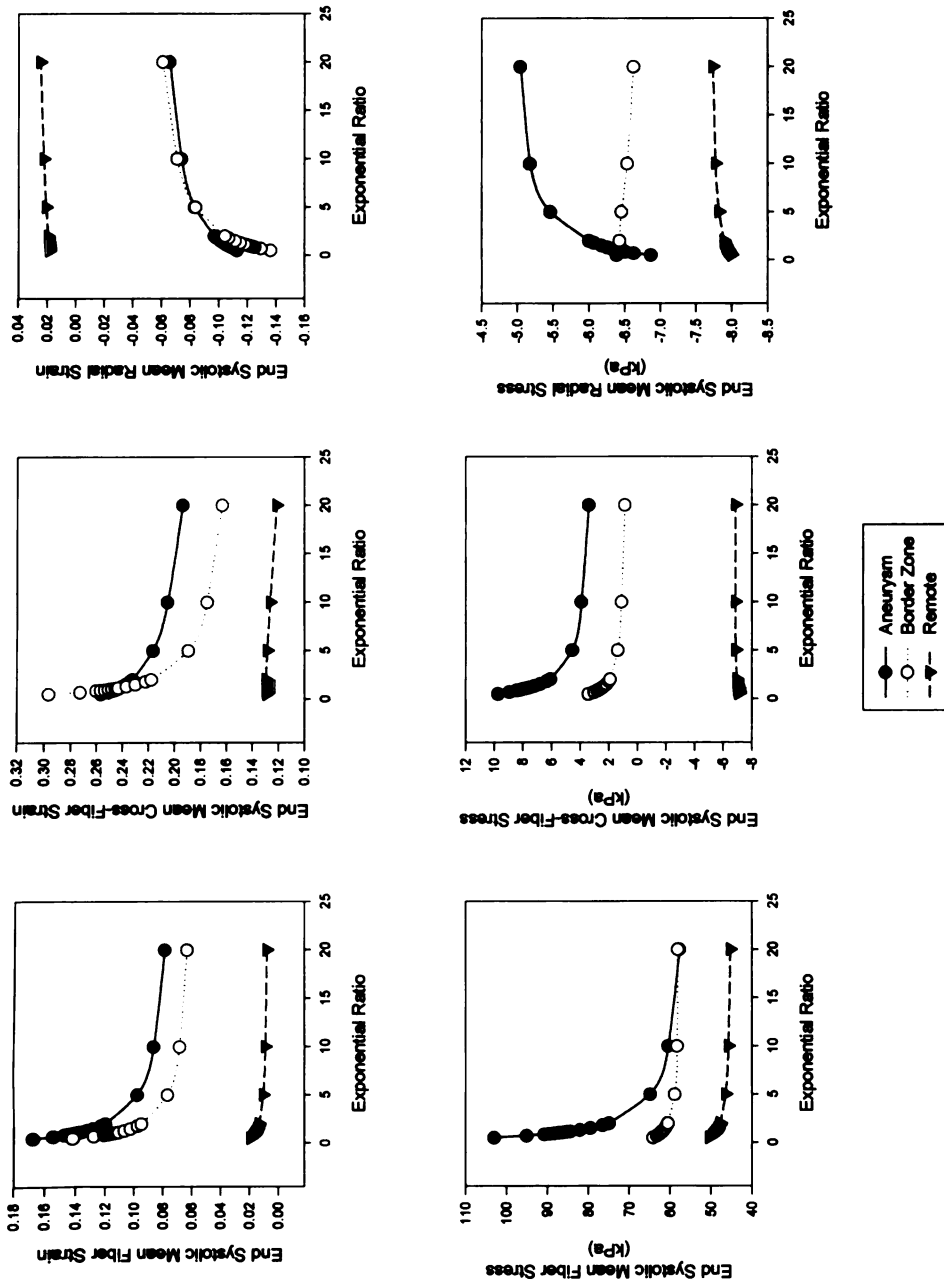 End Systolic Mean Fiber Strain
0.18
0.16
0.14
0.12
0.10
0.08
0.06
0.04
0.02
0.00
0 5 10 15 20 25
Exponential Ratio
End Systolic Mean Cross-Fiber Strain
0.32
0.30
0.28
0.26
0.24
0.22
0.20
0.18
0.16
0.14
0.12
0.10
0 5 10 15 20 25
Exponential Ratio
End Systolic Mean Radial Strain
0.04
0.02
0.00
-0.02
-0.04
-0.06
-0.08
-0.10
-0.12
-0.14
-0.16
0 5 10 15 20 25
Exponential Ratio
End Systolic Mean Fiber Stress
(kPa)
110
100
90
80
70
60
50
40
0 5 10 15 20 25
Exponential Ratio
End Systolic Mean Cross-Fiber Stress
(kPa)
12
10
8
6
4
2
0
-2
-4
-6
-8
0 5 10 15 20 25
Exponential Ratio
End Systolic Mean Radial Stress
(kPa)
-4.5
-5.0
-5.5
-6.0
-6.5
-7.0
-7.5
-8.0
-8.5
0 5 10 15 20 25
Exponential Ratio
Aneurysm
Border Zone
Remote